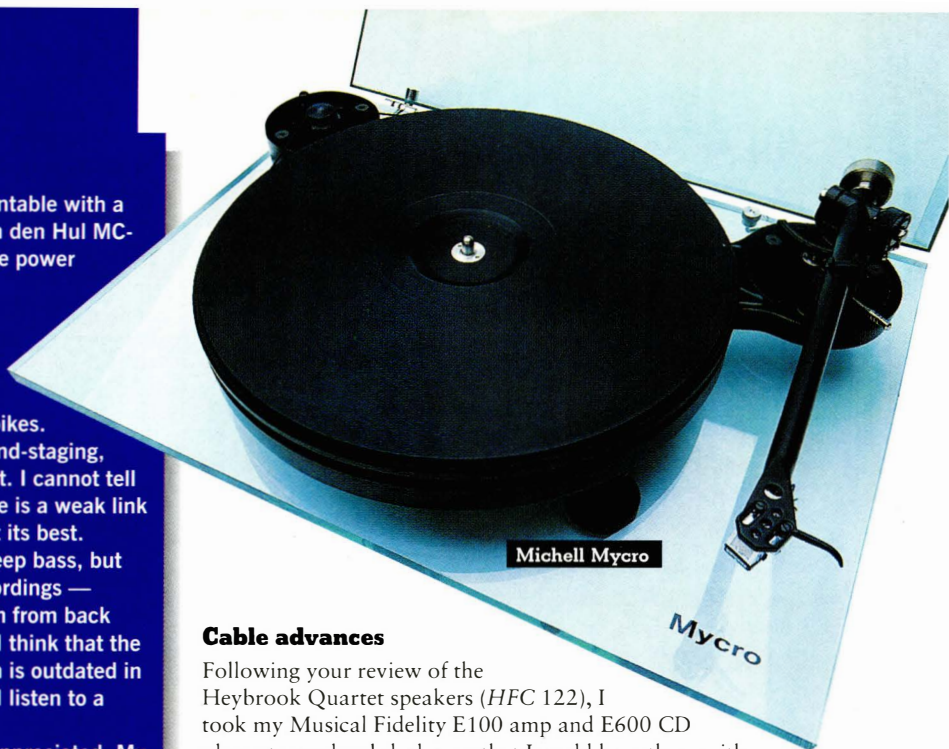 ntable with a
den Hul MC-
e power
ikes.
nd-staging,
t. I cannot tell
e is a weak link
its best.
eep bass, but
ordings —
from back
I think that the
is outdated in
I listen to a
Michell Mycro
Mycro
Cable advances
Following your review of the
Heybrook Quartet speakers (HFC 122), I
took my Musical Fidelity E100 amp and E600 CD